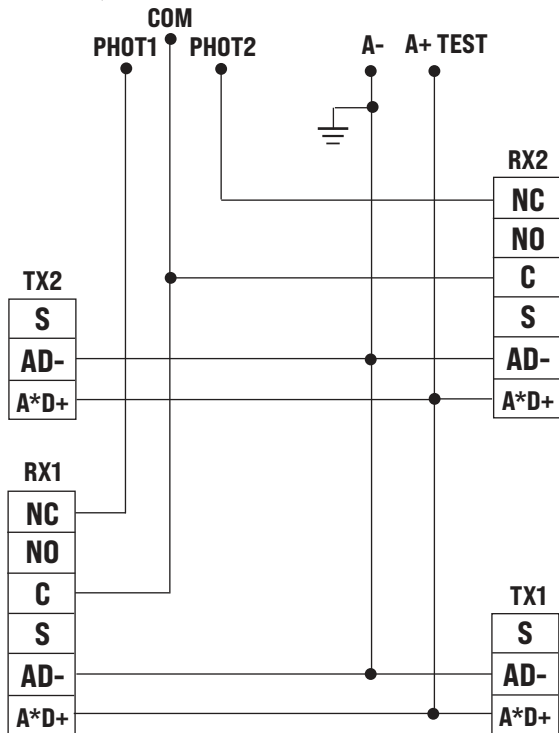 COM
PHOT1 PHOT2 A- A+ TEST
RX2
NC
NO
C
S
AD-
A*D+
TX2
S
AD-
A*D+
RX1
NC
NO
C
S
AD-
A*D+
TX1
S
AD-
A*D+